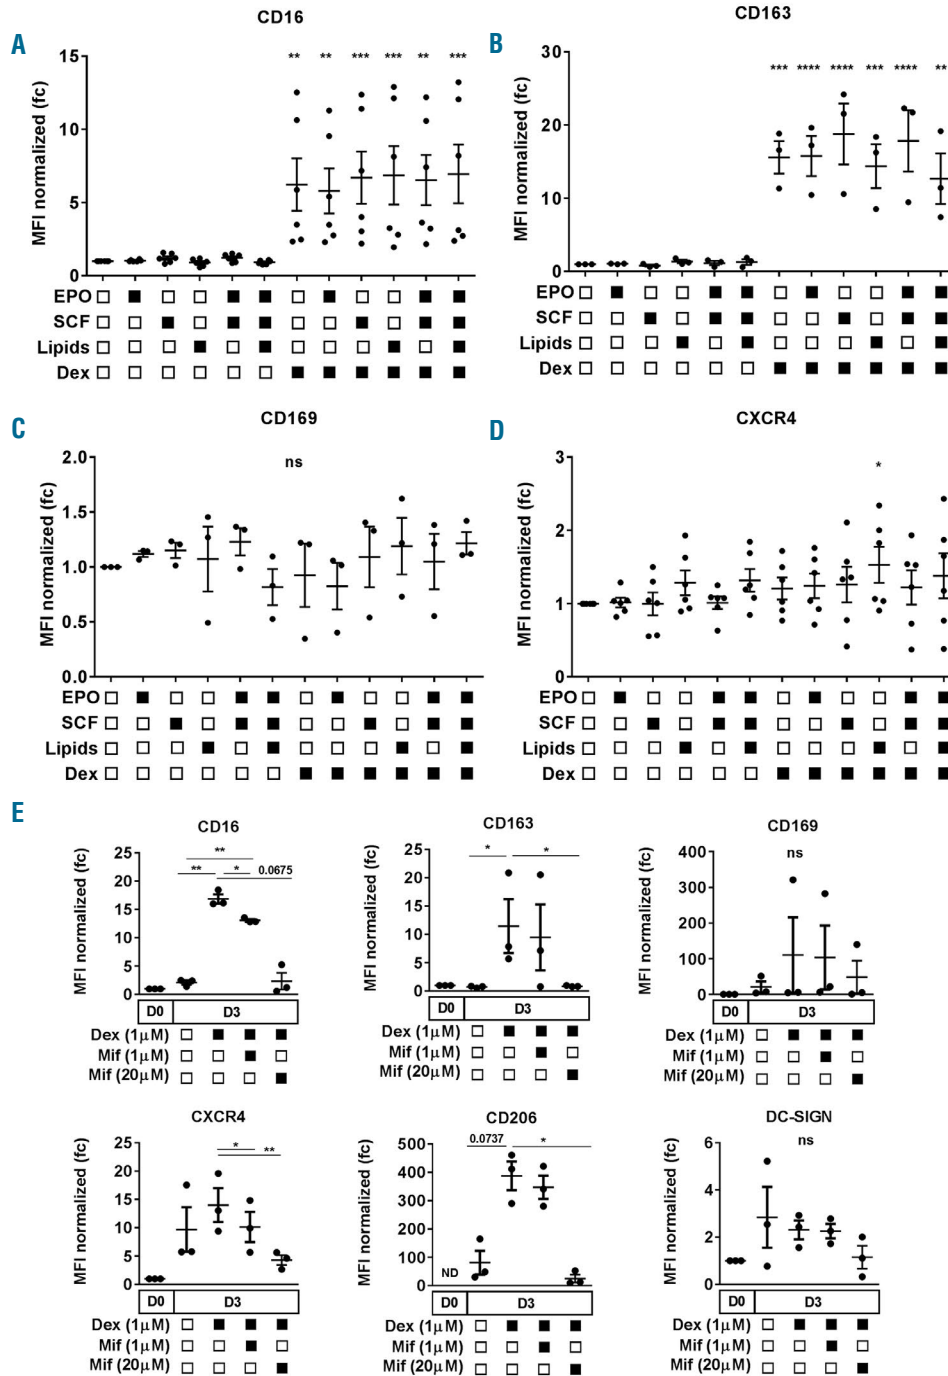 CD16
A
MFI normalized (fc)
15
10
5
0
** ** *** *** ** ***
EPO
SCF
Lipids
Dex
CD163
B
MFI normalized (fc)
30
20
10
0
*** **** **** *** **** **
EPO
SCF
Lipids
Dex
CD169
C
MFI normalized (fc)
2.0
1.5
1.0
0.5
0.0
ns
EPO
SCF
Lipids
Dex
CXCR4
D
MFI normalized (fc)
3
2
1
0
*
EPO
SCF
Lipids
Dex
E
CD16
MFI normalized (fc)
25
20
15
10
5
0
**
** * 0.0675
D0 D3
Dex (1μM)
Mif (1μM)
Mif (20μM)
CD163
MFI normalized (fc)
25
20
15
10
5
0
* *
D0 D3
Dex (1μM)
Mif (1μM)
Mif (20μM)
CD169
MFI normalized (fc)
400
300
200
100
0
ns
D0 D3
Dex (1μM)
Mif (1μM)
Mif (20μM)
CXCR4
MFI normalized (fc)
25
20
15
10
5
0
*
**
D0 D3
Dex (1μM)
Mif (1μM)
Mif (20μM)
CD206
MFI normalized (fc)
500
400
300
200
100
0
0.0737 *
ND
D0 D3
Dex (1μM)
Mif (1μM)
Mif (20μM)
DC-SIGN
MFI normalized (fc)
6
4
2
0
ns
D0 D3
Dex (1μM)
Mif (1μM)
Mif (20μM)